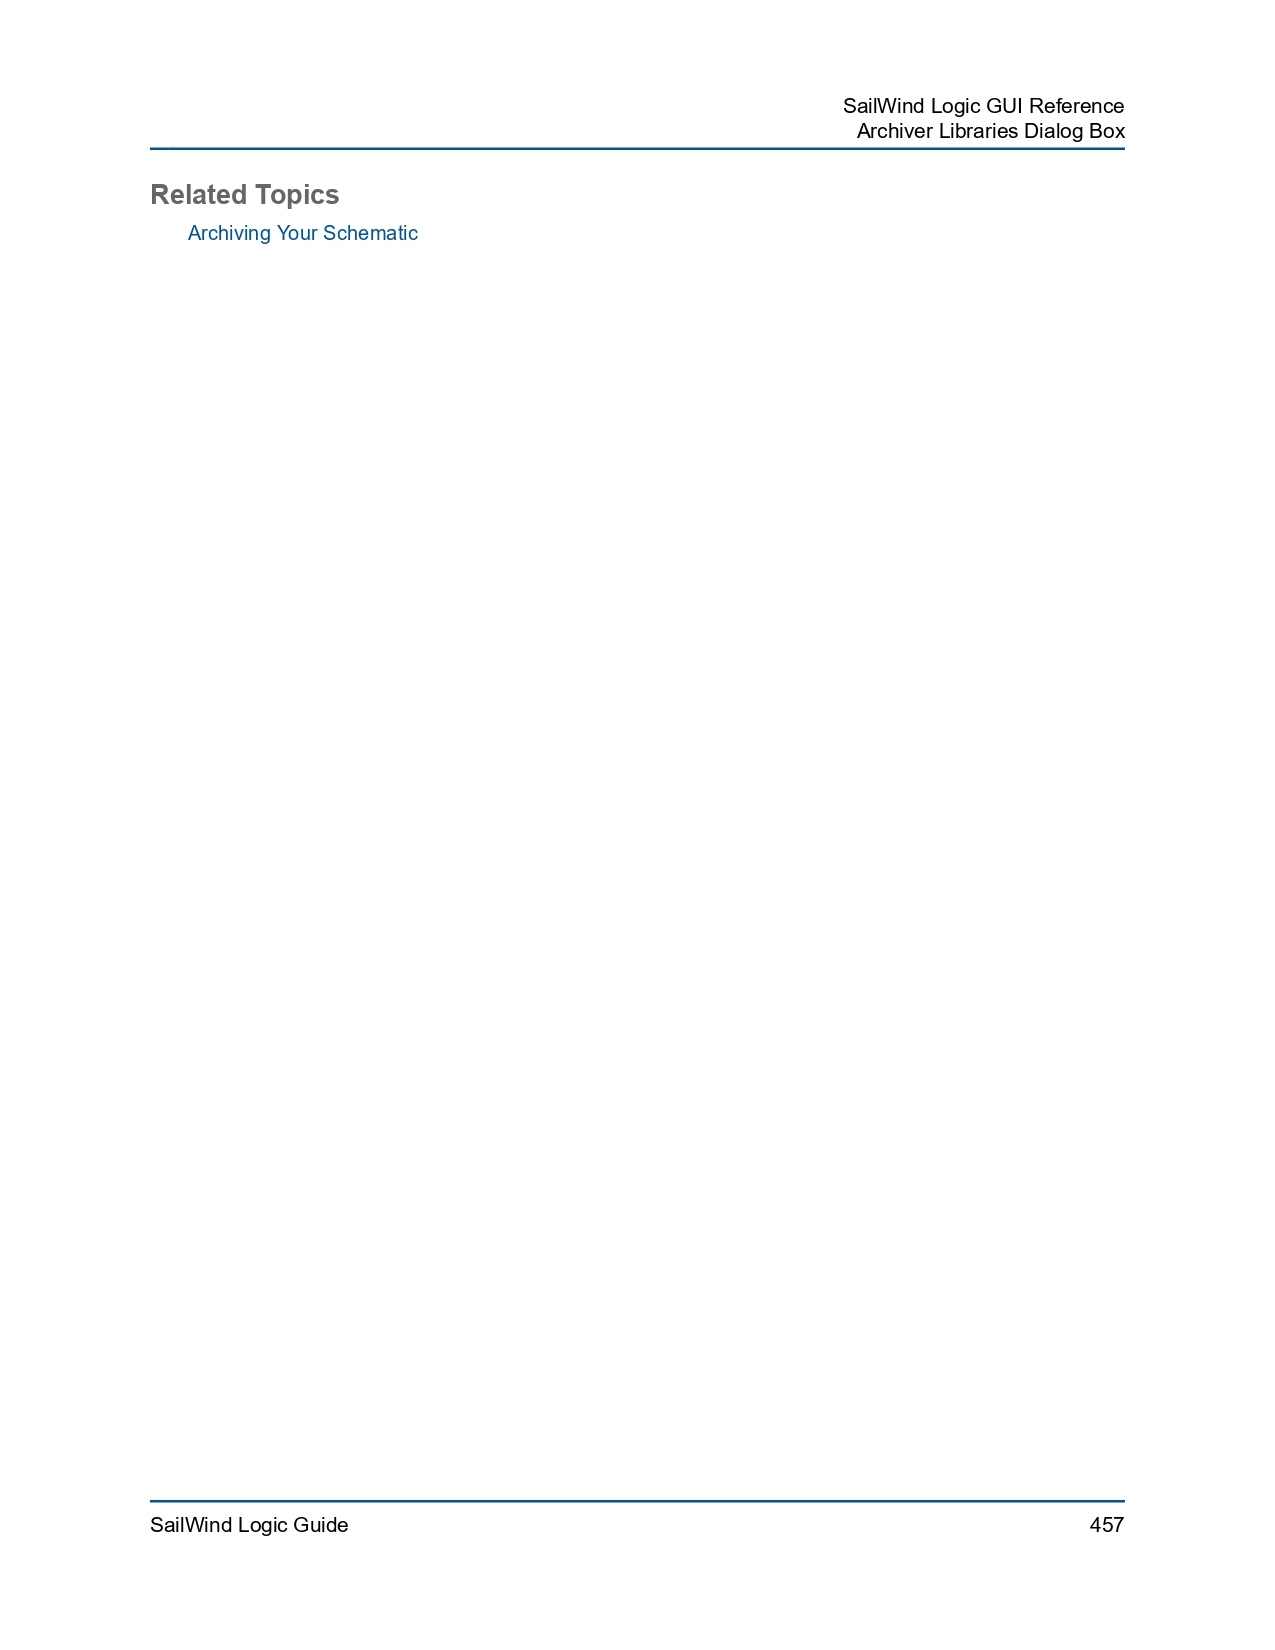 SailWind Logic GUI Reference
Archiver Libraries Dialog Box
Related Topics
Archiving Your Schematic
SailWind Logic Guide 457